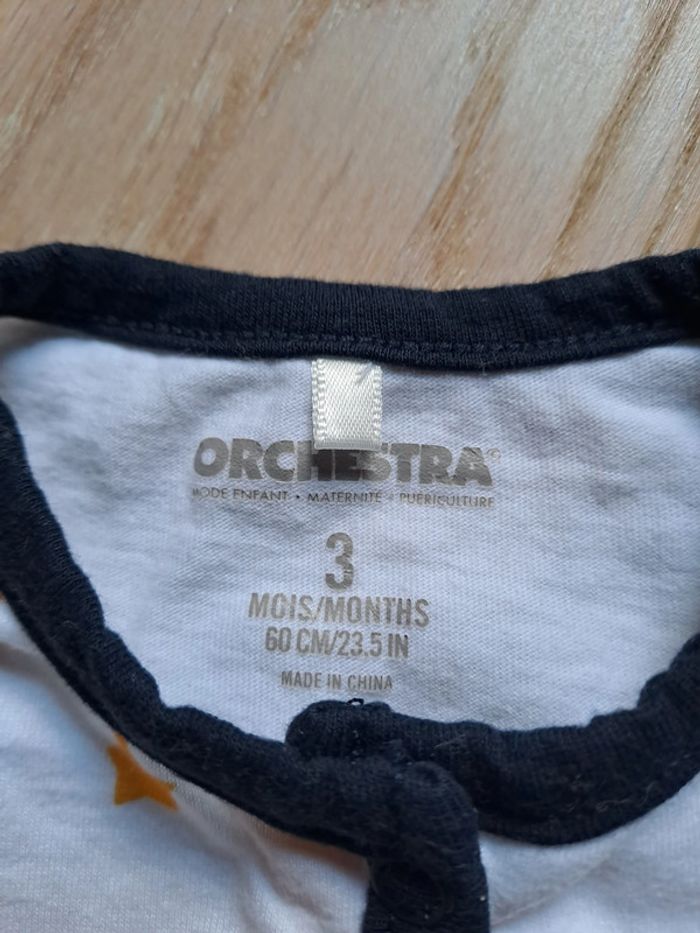 ORCHESTRA
MODE ENFANT • MATERNITÉ • PUÉRICULTURE
3
MOIS/MONTHS
60 CM/23.5 IN
MADE IN CHINA